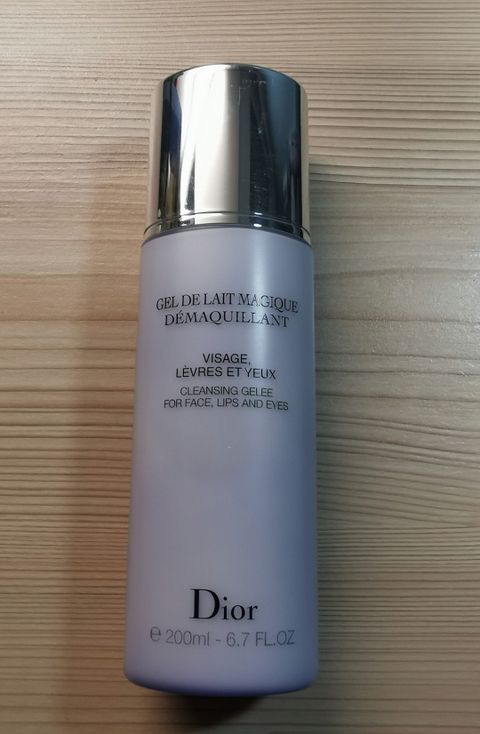 GEL DE LAIT MAGIQUE
DÉMAQUILLANT
VISAGE,
LÈVRES ET YEUX
CLEANSING GELEE
FOR FACE, LIPS AND EYES
Dior
℮ 200ml - 6.7 FL.OZ